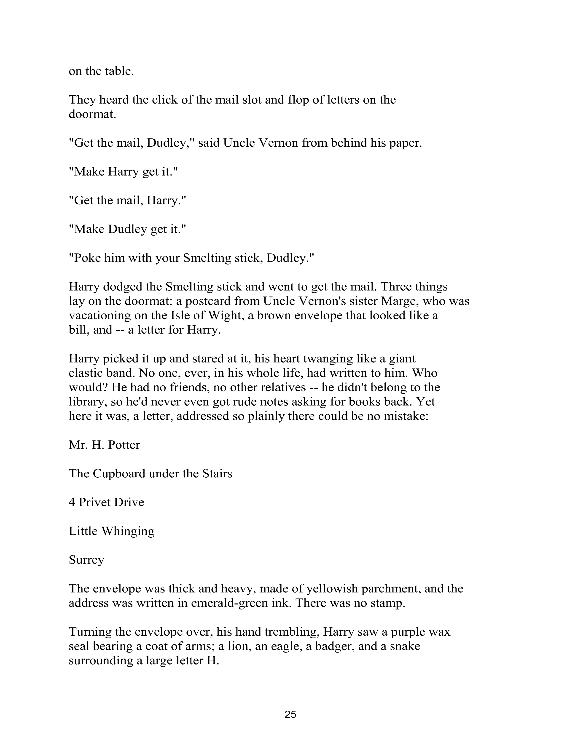 on the table.
They heard the click of the mail slot and flop of letters on the
doormat.
"Get the mail, Dudley," said Uncle Vernon from behind his paper.
"Make Harry get it."
"Get the mail, Harry."
"Make Dudley get it."
"Poke him with your Smelting stick, Dudley."
Harry dodged the Smelting stick and went to get the mail. Three things
lay on the doormat: a postcard from Uncle Vernon's sister Marge, who was
vacationing on the Isle of Wight, a brown envelope that looked like a
bill, and -- a letter for Harry.
Harry picked it up and stared at it, his heart twanging like a giant
elastic band. No one, ever, in his whole life, had written to him. Who
would? He had no friends, no other relatives -- he didn't belong to the
library, so he'd never even got rude notes asking for books back. Yet
here it was, a letter, addressed so plainly there could be no mistake:
Mr. H. Potter
The Cupboard under the Stairs
4 Privet Drive
Little Whinging
Surrey
The envelope was thick and heavy, made of yellowish parchment, and the
address was written in emerald-green ink. There was no stamp.
Turning the envelope over, his hand trembling, Harry saw a purple wax
seal bearing a coat of arms; a lion, an eagle, a badger, and a snake
surrounding a large letter H.
25